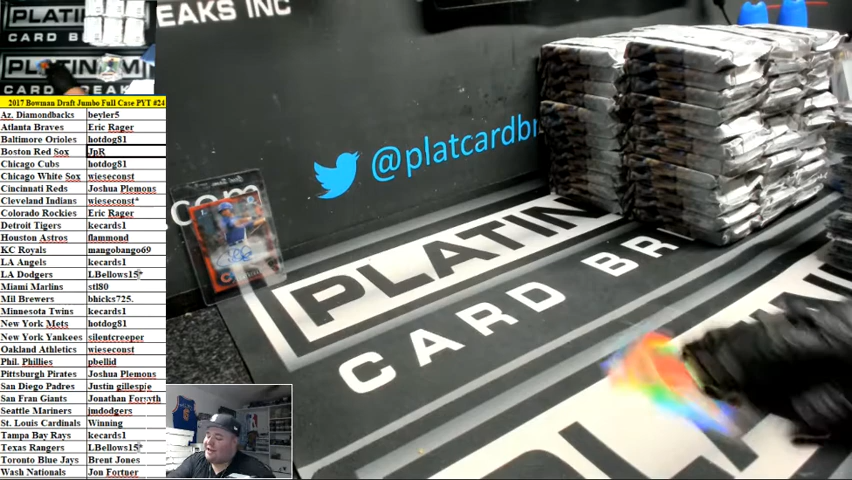 PLATIN
CARD B
PLATINUM
CARD BREAK
EAKS INC
@platcardbr
.com
PLATINU
CARD BR
PLATI
2017 Bowman Draft Jumbo Full Case PYT #24
Az. Diamondbacks beyler5
Atlanta Braves Eric Rager
Baltimore Orioles hotdog81
Boston Red Sox JpR
Chicago Cubs hotdog81
Chicago White Sox wieseconst
Cincinnati Reds Joshua Plemons
Cleveland Indians wieseconst*
Colorado Rockies Eric Rager
Detroit Tigers kecards1
Houston Astros flammond
KC Royals mangobango69
LA Angels kecards1
LA Dodgers LBellows15*
Miami Marlins stl80
Mil Brewers bhicks725.
Minnesota Twins kecards1
New York Mets hotdog81
New York Yankees silentcreeper
Oakland Athletics wieseconst
Phil. Phillies pbellid
Pittsburgh Pirates Joshua Plemons
San Diego Padres Justin gillespie
San Fran Giants Jonathan Forsyth
Seattle Mariners jmdodgers
St. Louis Cardinals Winning
Tampa Bay Rays kecards1
Texas Rangers LBellows15*
Toronto Blue Jays Brent Jones
Wash Nationals Jon Fortner